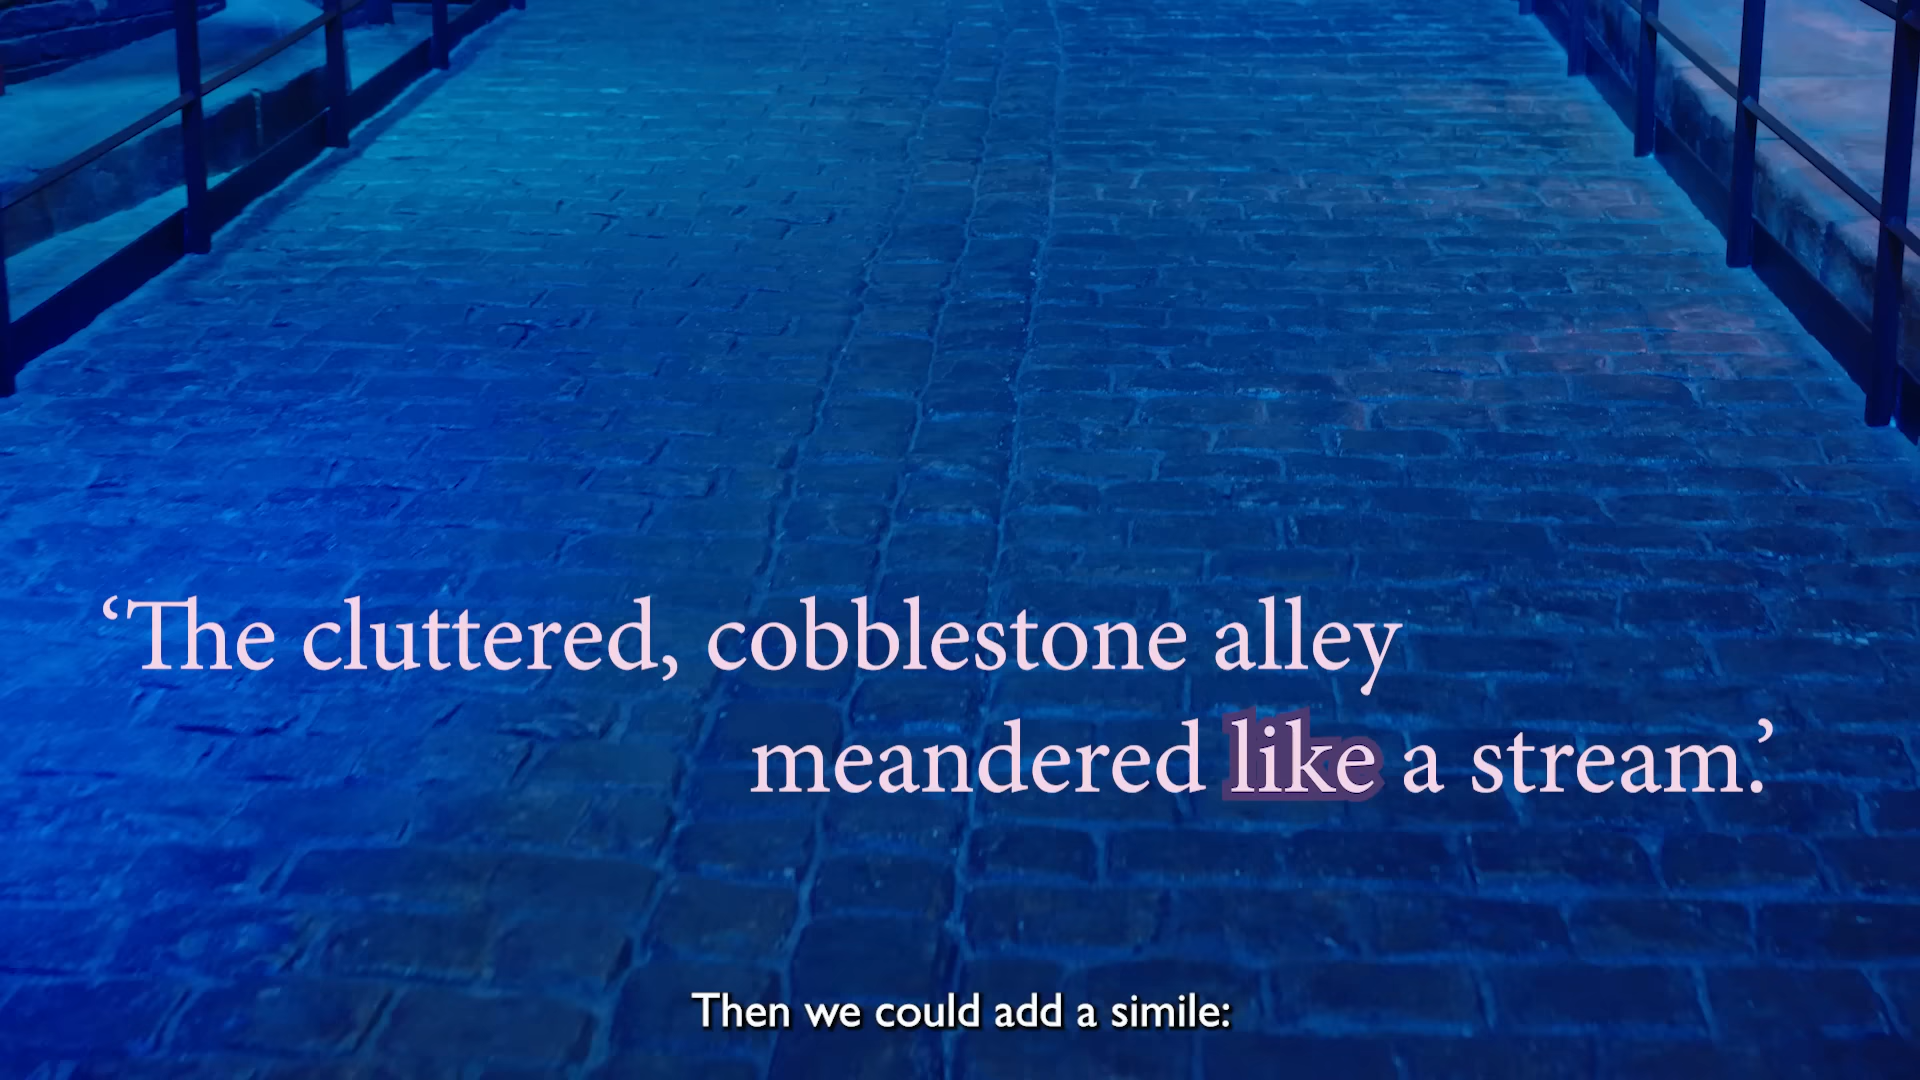 ‘The cluttered, cobblestone alley
meandered like a stream.’
Then we could add a simile: